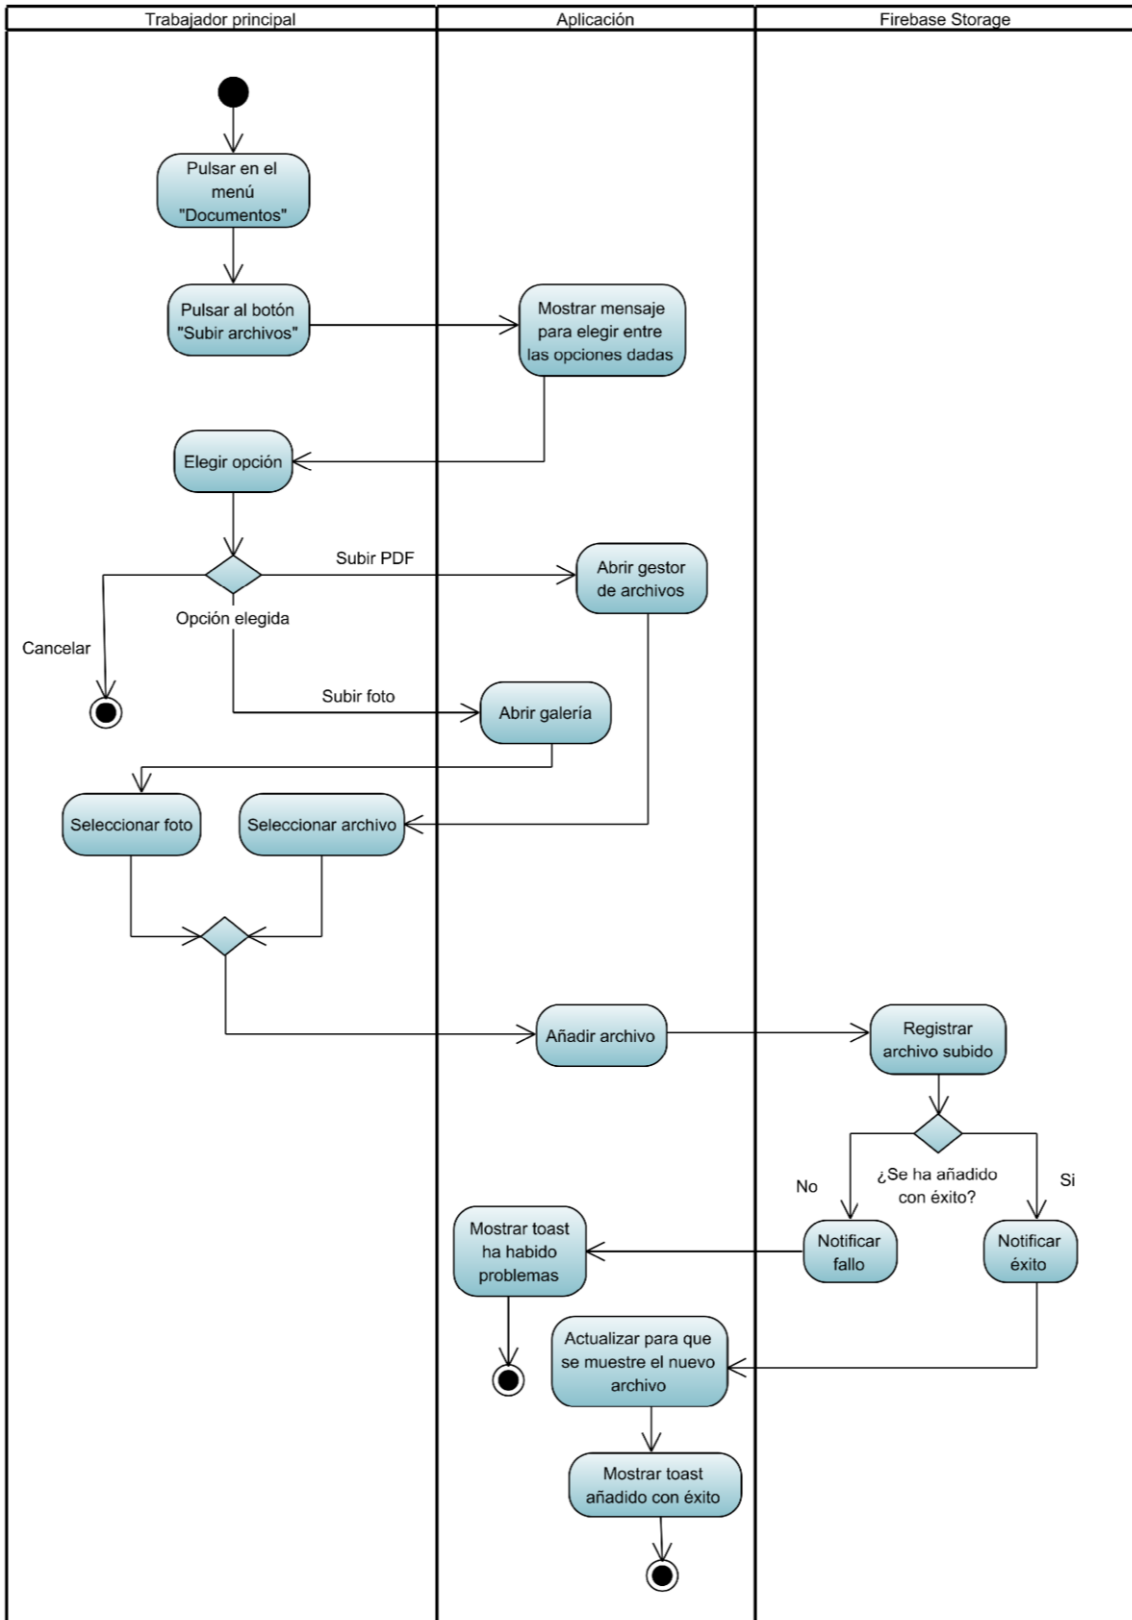 Trabajador principal
Aplicación
Firebase Storage
Pulsar en el
menú
"Documentos"
Pulsar al botón
"Subir archivos"
Mostrar mensaje
para elegir entre
las opciones dadas
Elegir opción
Subir PDF
Abrir gestor
de archivos
Opción elegida
Cancelar
Subir foto
Abrir galería
Seleccionar foto
Seleccionar archivo
Añadir archivo
Registrar
archivo subido
¿Se ha añadido
con éxito?
No
Si
Mostrar toast
ha habido
problemas
Notificar
fallo
Notificar
éxito
Actualizar para que
se muestre el nuevo
archivo
Mostrar toast
añadido con éxito